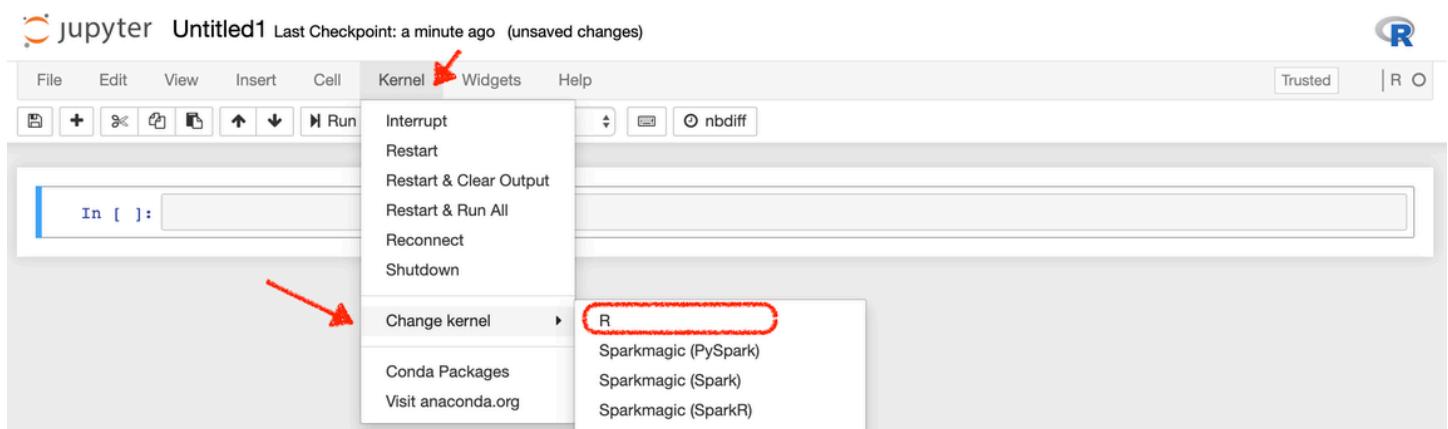 jupyter Untitled1 Last Checkpoint: a minute ago (unsaved changes)
R
File Edit View Insert Cell Kernel Widgets Help Trusted R
Run nbdiff
Interrupt
Restart
Restart & Clear Output
In [ ]:
Restart & Run All
Reconnect
Shutdown
Change kernel
R
Sparkmagic (PySpark)
Conda Packages
Sparkmagic (Spark)
Visit anaconda.org
Sparkmagic (SparkR)